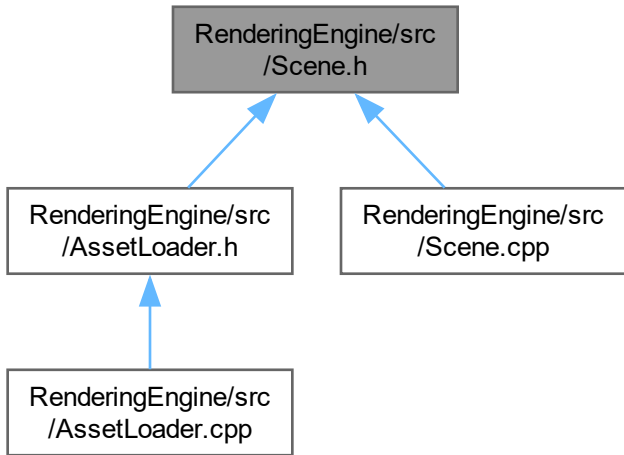 RenderingEngine/src
/Scene.h
RenderingEngine/src
/AssetLoader.h
RenderingEngine/src
/Scene.cpp
RenderingEngine/src
/AssetLoader.cpp